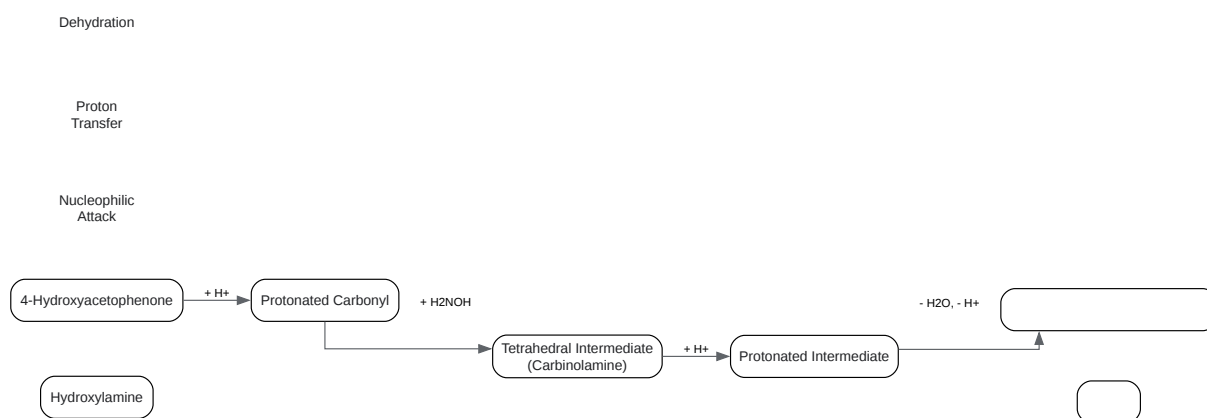 Dehydration
Proton
Transfer
Nucleophilic
Attack
4-Hydroxyacetophenone
+ H+
Protonated Carbonyl
+ H2NOH
- H2O, - H+
Tetrahedral Intermediate
(Carbinolamine)
+ H+
Protonated Intermediate
Hydroxylamine